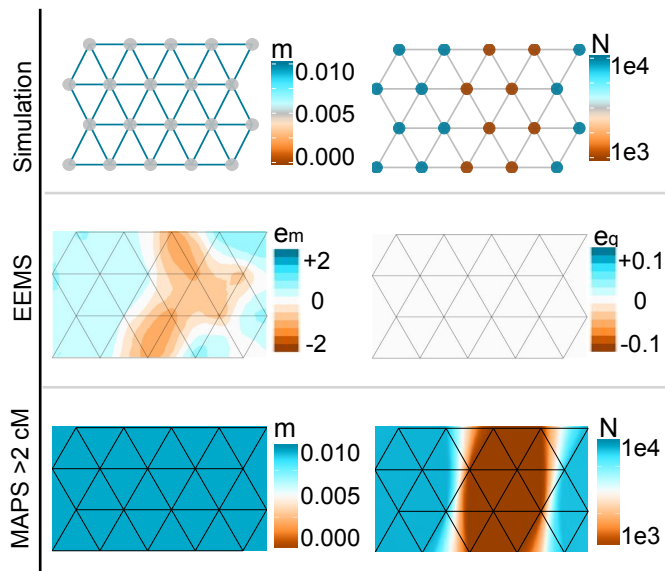 Simulation
m
0.010
0.005
0.000
N
1e4
1e3
EEMS
em
+2
0
-2
eq
+0.1
0
-0.1
MAPS >2 cM
m
0.010
0.005
0.000
N
1e4
1e3